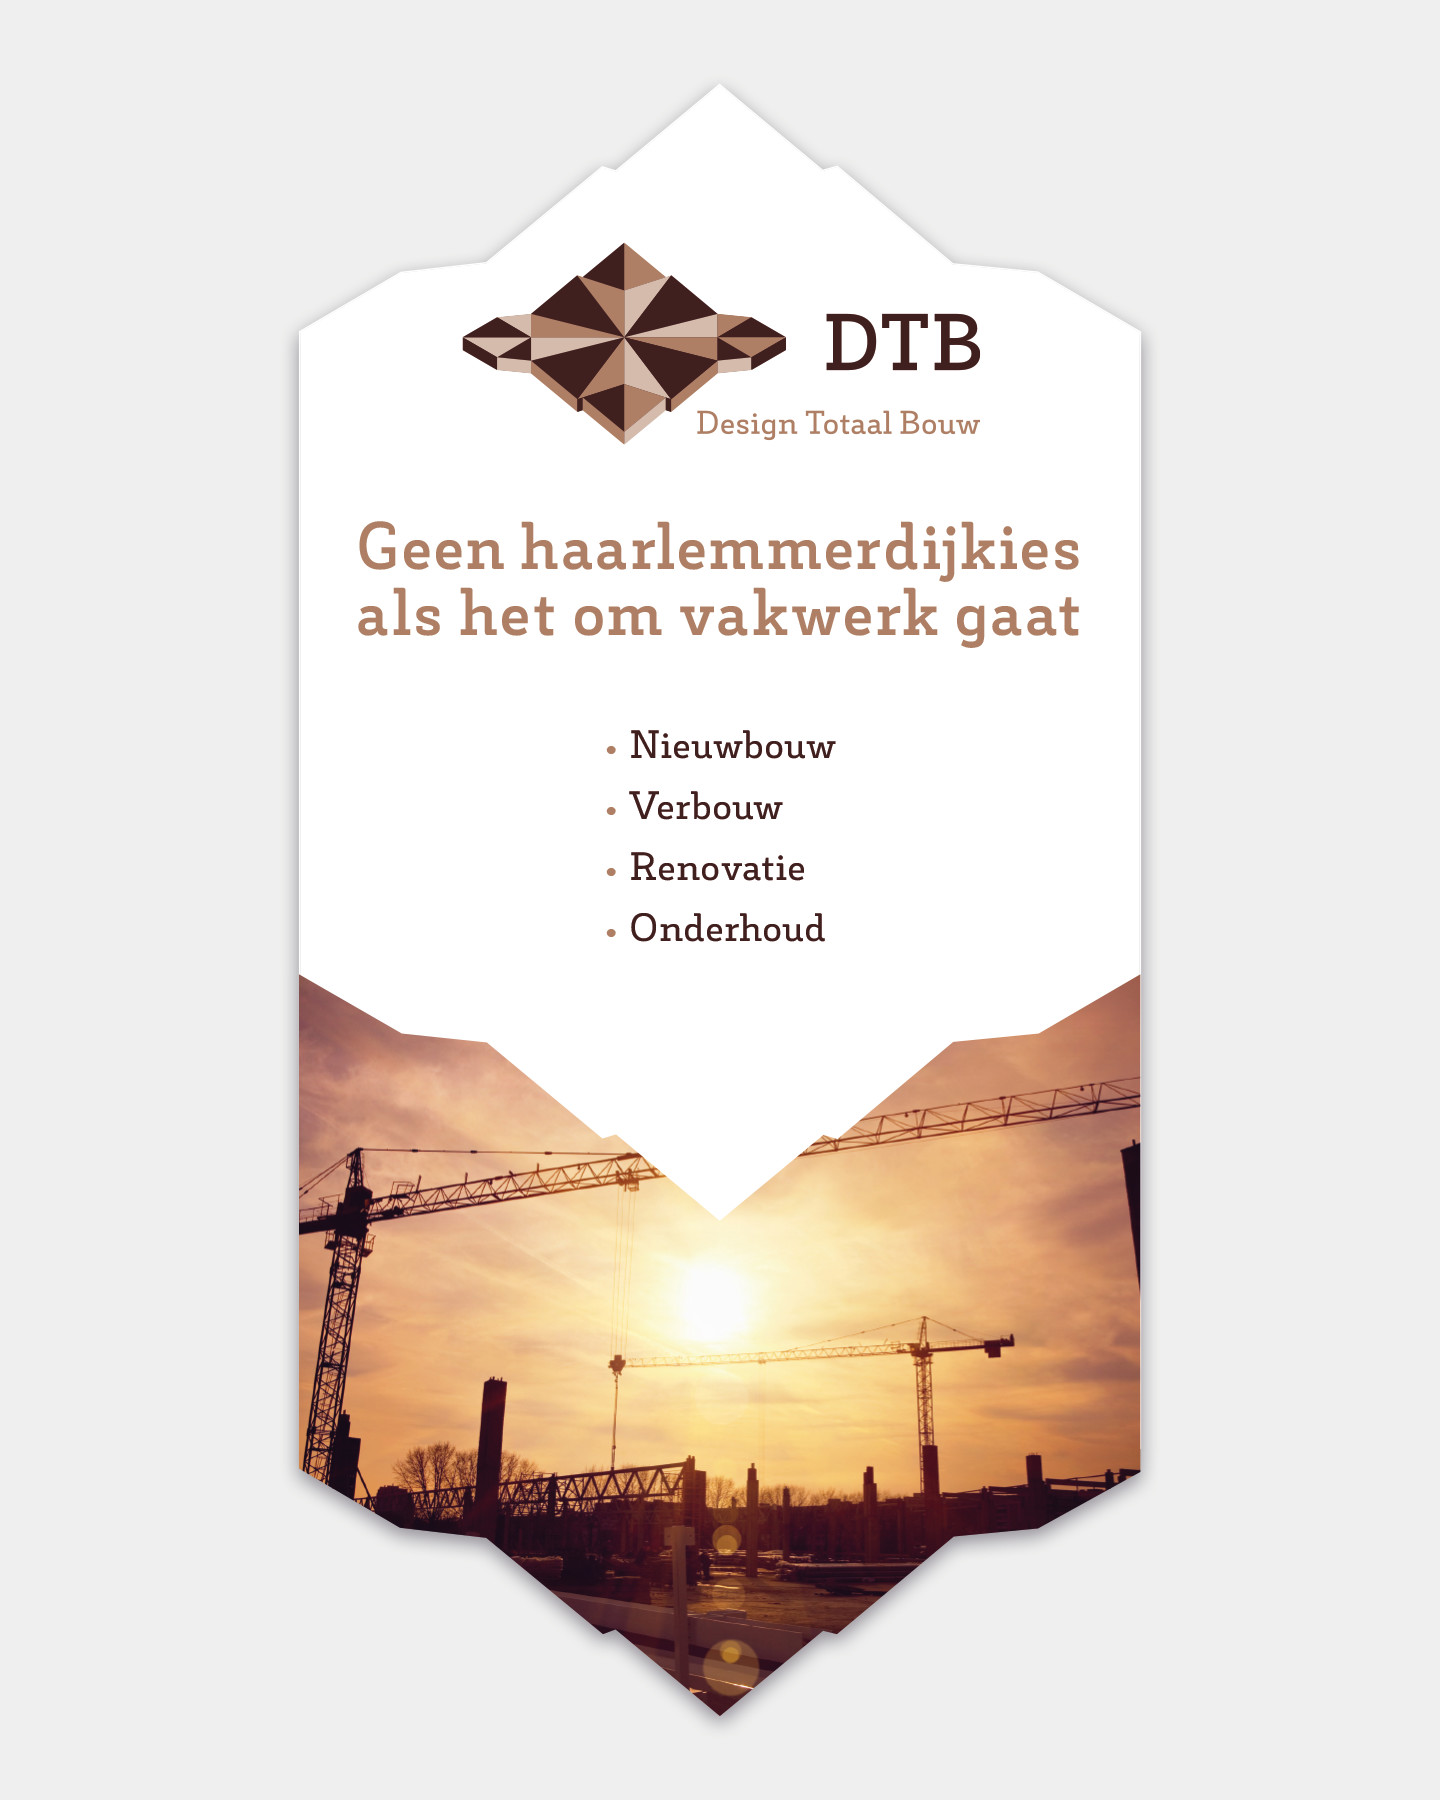 DTB
Design Totaal Bouw
Geen haarlemmerdijkies
als het om vakwerk gaat
• Nieuwbouw
• Verbouw
• Renovatie
• Onderhoud